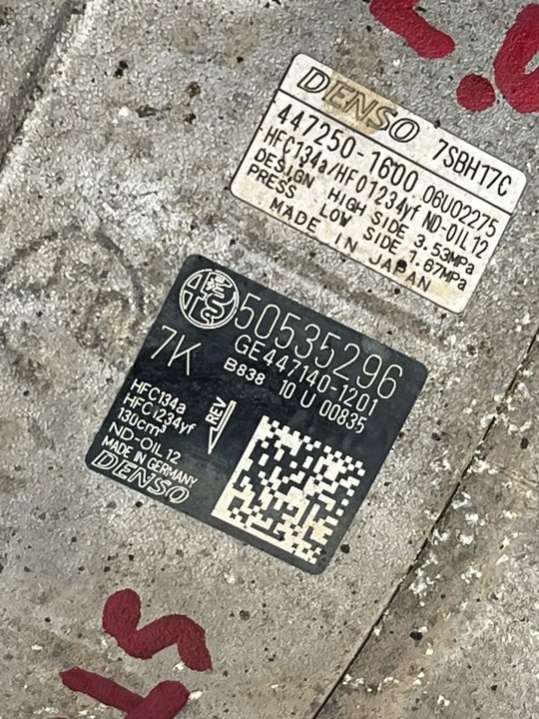 DENSO 7SBH17C
447250-1600 06U02275
HFC134a/HFO1234yf ND-OIL12
DESIGN HIGH SIDE 3.53MPa
PRESS LOW SIDE 1.67MPa
MADE IN JAPAN
50535296
GE447140-1201
7K
B838 10 U 00835
HFC134a
HFC1234yf
130cm³
REV
ND-OIL 12
MADE IN GERMANY
DENSO